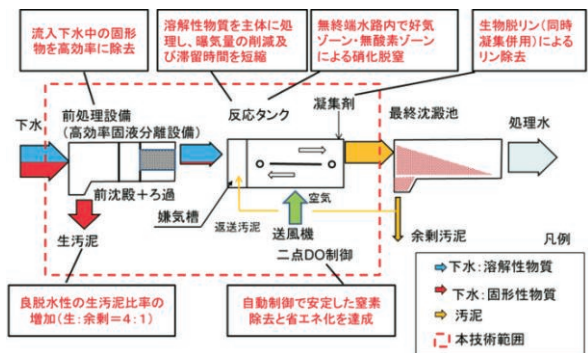 流入下水中の固形
物を高効率に除去
溶解性物質を主体に処
理し、曝気量の削減及
び滞留時間を短縮
無終端水路内で好気
ゾーン・無酸素ゾーン
による硝化脱窒
生物脱リン(同時
凝集併用)による
リン除去
前処理設備
(高効率固液分離設備)
反応タンク
凝集剤
最終沈澱池
下水
処理水
前沈殿+ろ過
嫌気槽
空気
返送汚泥
送風機
生汚泥
二点DO制御
余剰汚泥
良脱水性の生汚泥比率の
増加(生:余剰=4:1)
自動制御で安定した窒素
除去と省エネ化を達成
凡例
下水:溶解性物質
下水:固形性物質
汚泥
本技術範囲